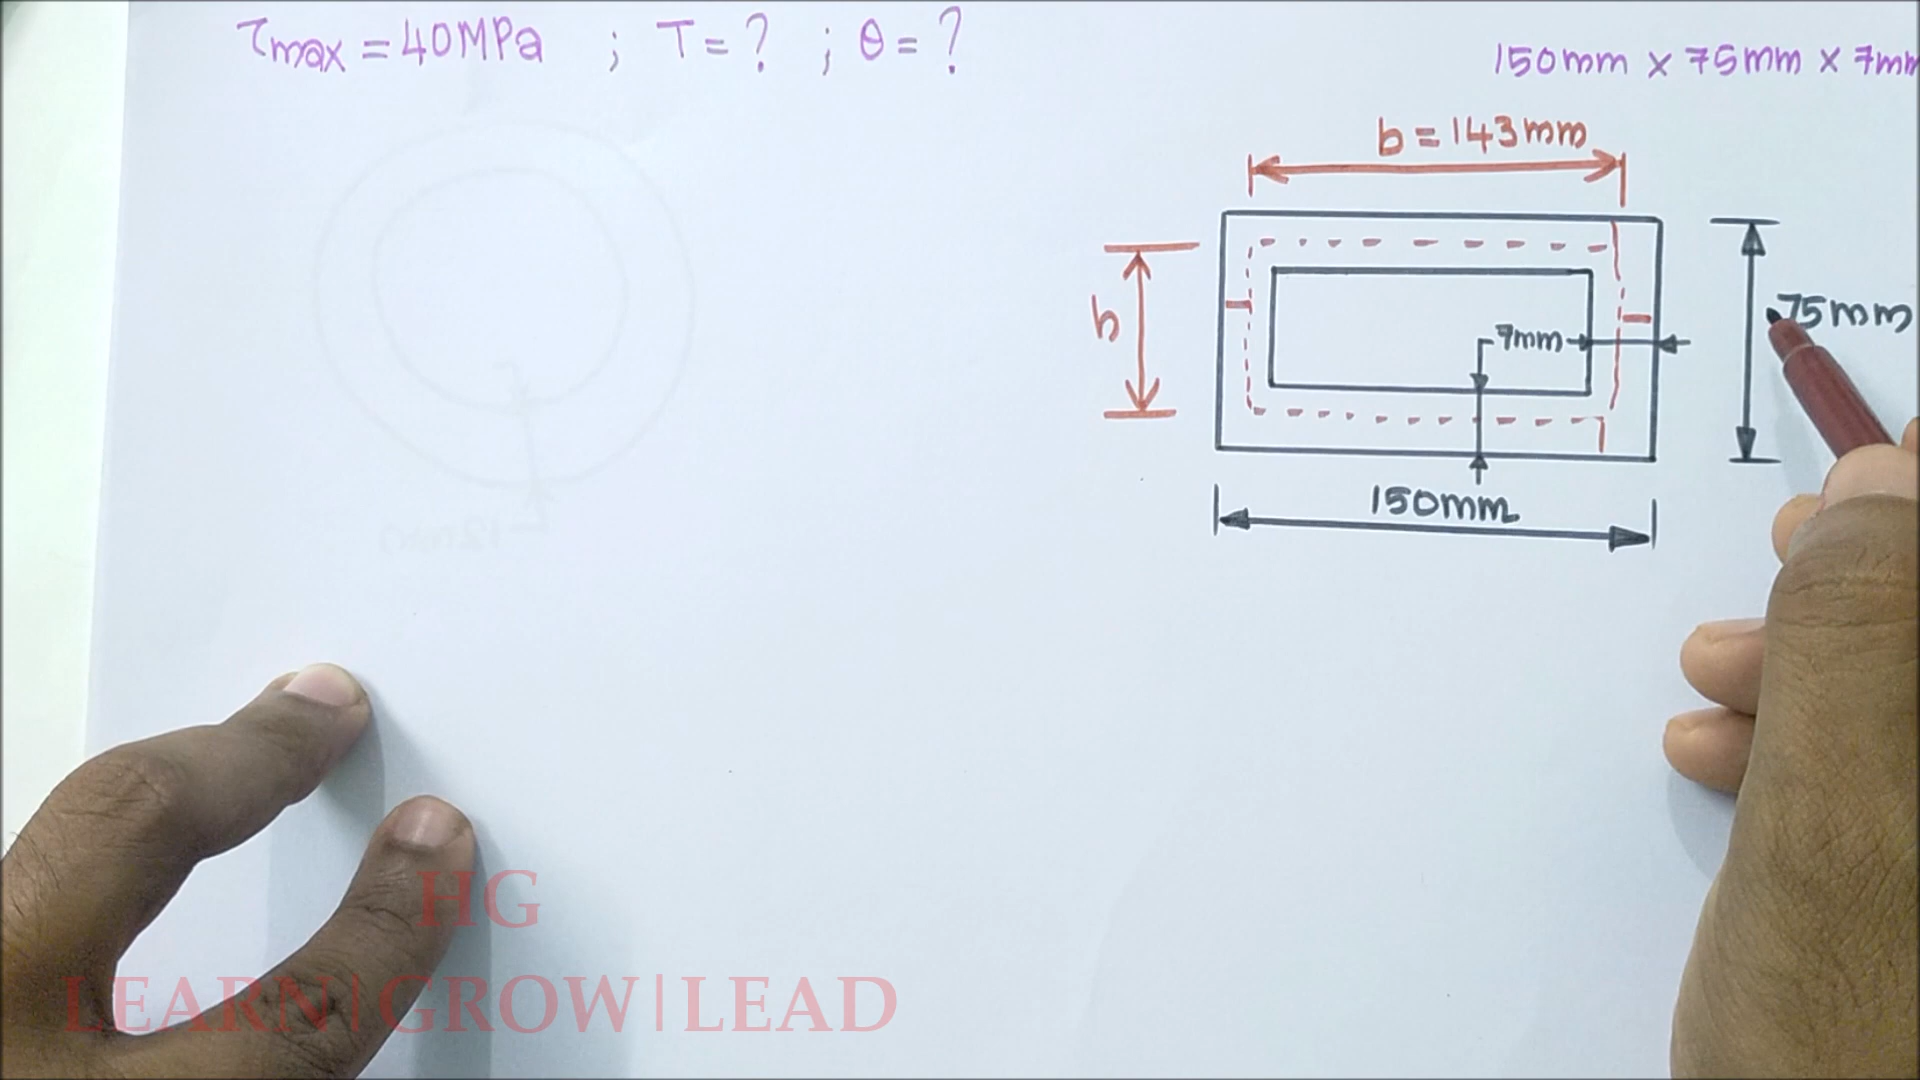 τmax = 40MPa ; T = ? ; θ = ?
150mm x 75mm x 7mm
b = 143mm
h
75mm
7mm
150mm
HG
LEARN|GROW|LEAD